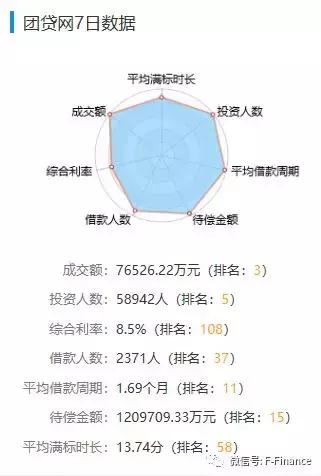 团贷网7日数据
平均满标时长
成交额
投资人数
综合利率
平均借款周期
借款人数
待偿金额
成交额：76526.22万元（排名：3）
投资人数：58942人（排名：5）
综合利率：8.5%（排名：108）
借款人数：2371人（排名：37）
平均借款周期：1.69个月（排名：11）
待偿金额：1209709.33万元（排名：15）
平均满标时长：13.74分（排名：58）
微信号: F-Finance